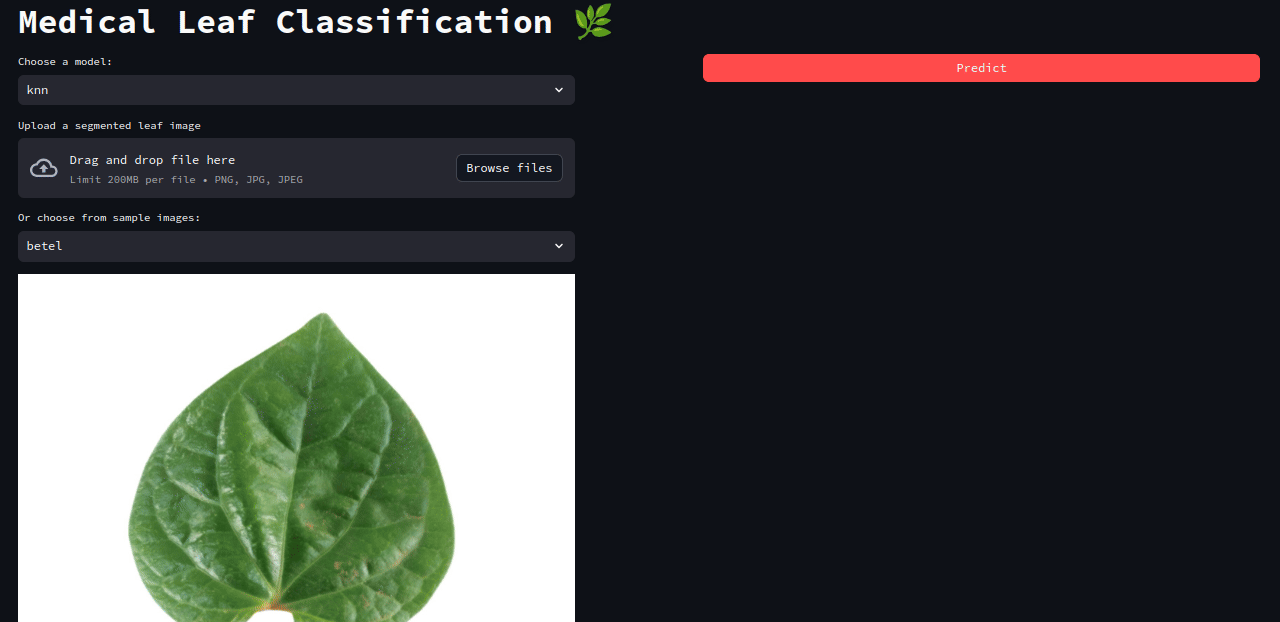 Medical Leaf Classification 🌿
Choose a model:
knn
Upload a segmented leaf image
Drag and drop file here
Limit 200MB per file • PNG, JPG, JPEG
Browse files
Or choose from sample images:
betel
Predict